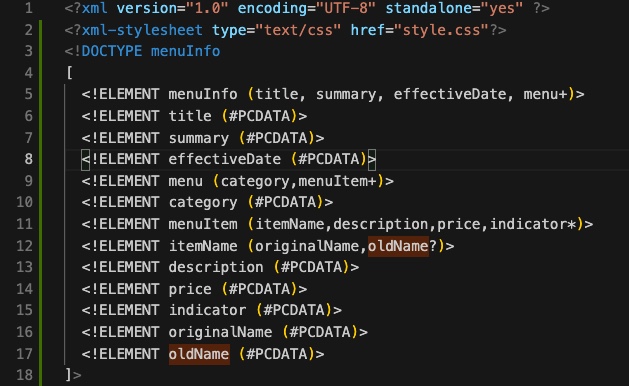 1 <?xml version="1.0" encoding="UTF-8" standalone="yes" ?>
2 <?xml-stylesheet type="text/css" href="style.css"?>
3 <!DOCTYPE menuInfo
4 [
5 <!ELEMENT menuInfo (title, summary, effectiveDate, menu+)>
6 <!ELEMENT title (#PCDATA)>
7 <!ELEMENT summary (#PCDATA)>
8 <!ELEMENT effectiveDate (#PCDATA)>
9 <!ELEMENT menu (category,menuItem+)>
10 <!ELEMENT category (#PCDATA)>
11 <!ELEMENT menuItem (itemName,description,price,indicator*)>
12 <!ELEMENT itemName (originalName,oldName?)>
13 <!ELEMENT description (#PCDATA)>
14 <!ELEMENT price (#PCDATA)>
15 <!ELEMENT indicator (#PCDATA)>
16 <!ELEMENT originalName (#PCDATA)>
17 <!ELEMENT oldName (#PCDATA)>
18 ]>